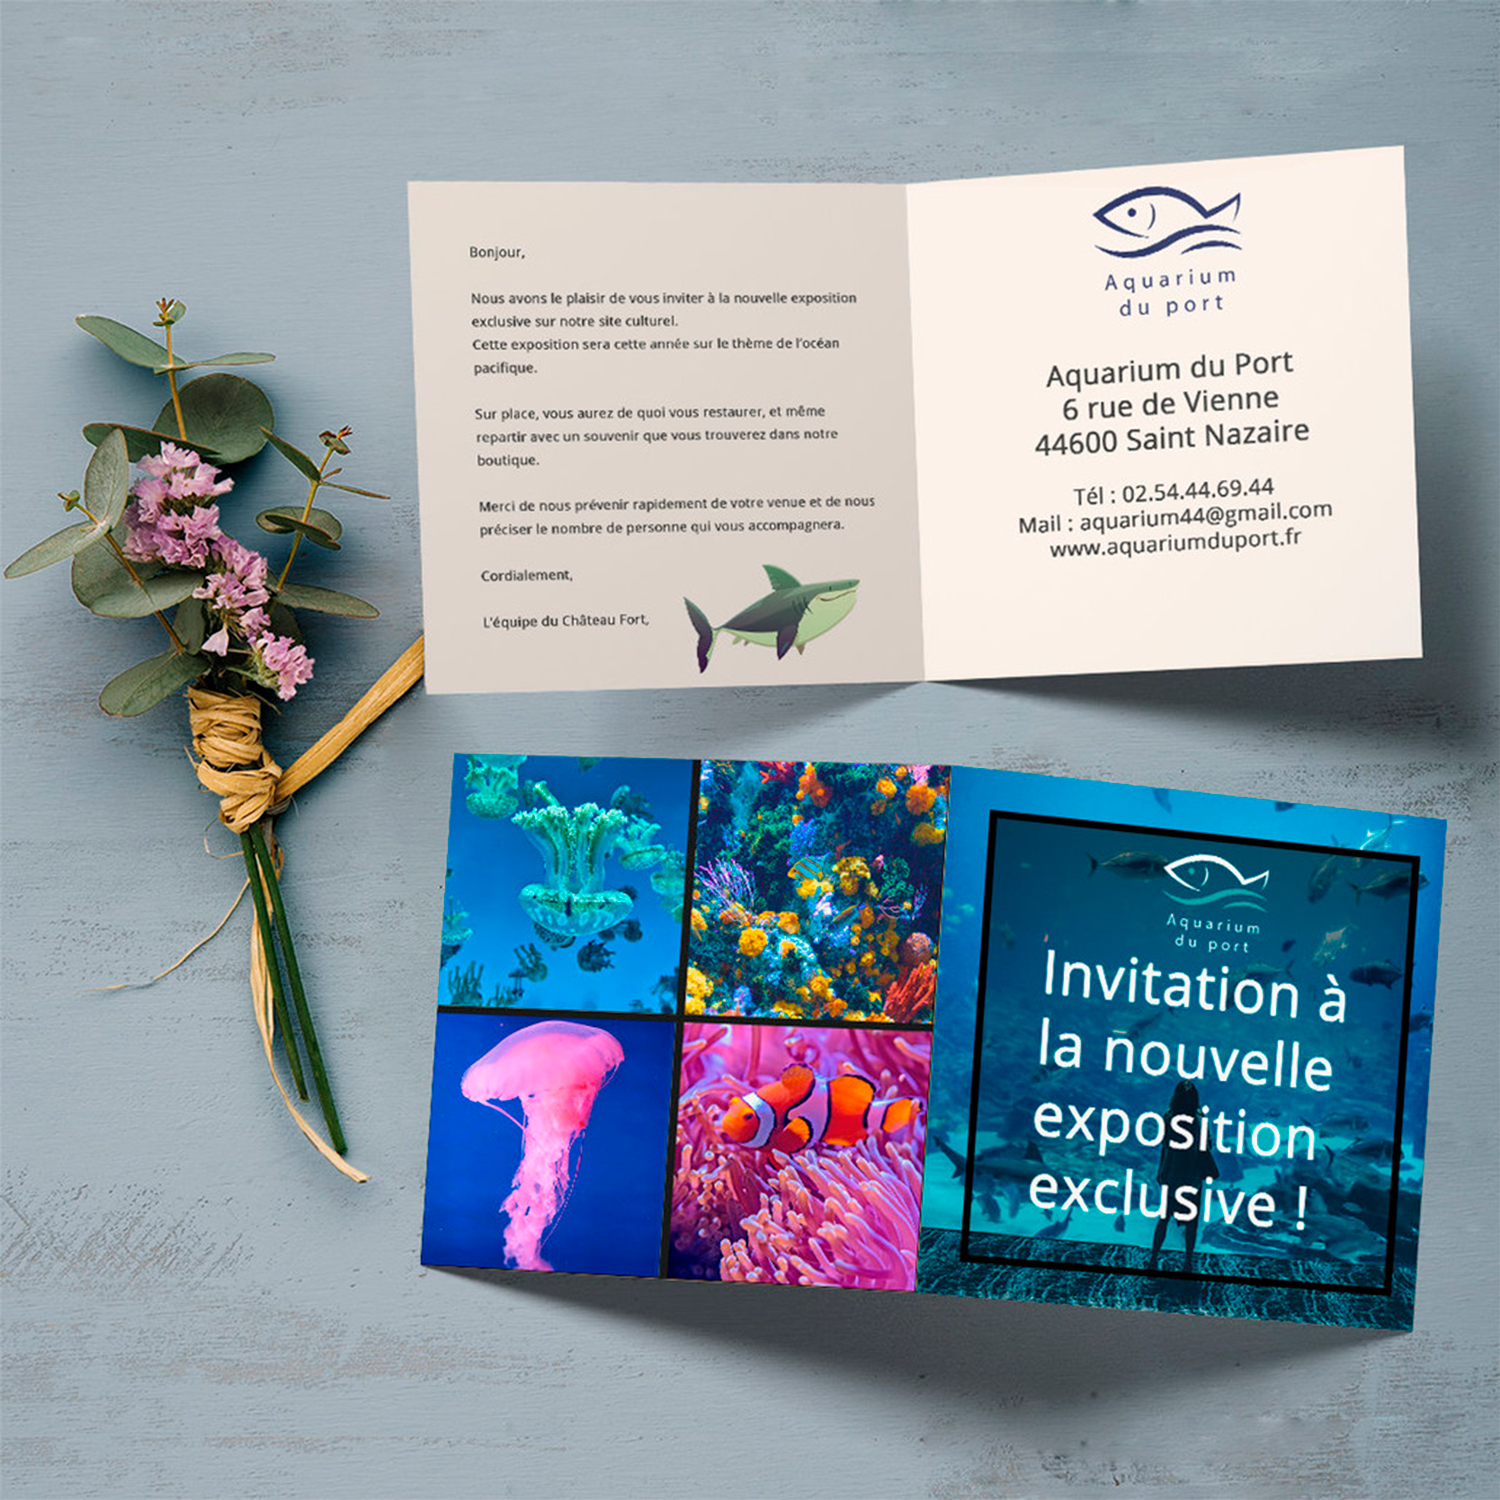 Bonjour,
Nous avons le plaisir de vous inviter à la nouvelle exposition
exclusive sur notre site culturel.
Cette exposition sera cette année sur le thème de l'océan
pacifique.
Sur place, vous aurez de quoi vous restaurer, et même
repartir avec un souvenir que vous trouverez dans notre
boutique.
Merci de nous prévenir rapidement de votre venue et de nous
préciser le nombre de personne qui vous accompagnera.
Cordialement,
L'équipe du Château Fort,
Aquarium
du port
Aquarium du Port
6 rue de Vienne
44600 Saint Nazaire
Tél : 02.54.44.69.44
Mail : aquarium44@gmail.com
www.aquariumduport.fr
Aquarium
du port
Invitation à
la nouvelle
exposition
exclusive !